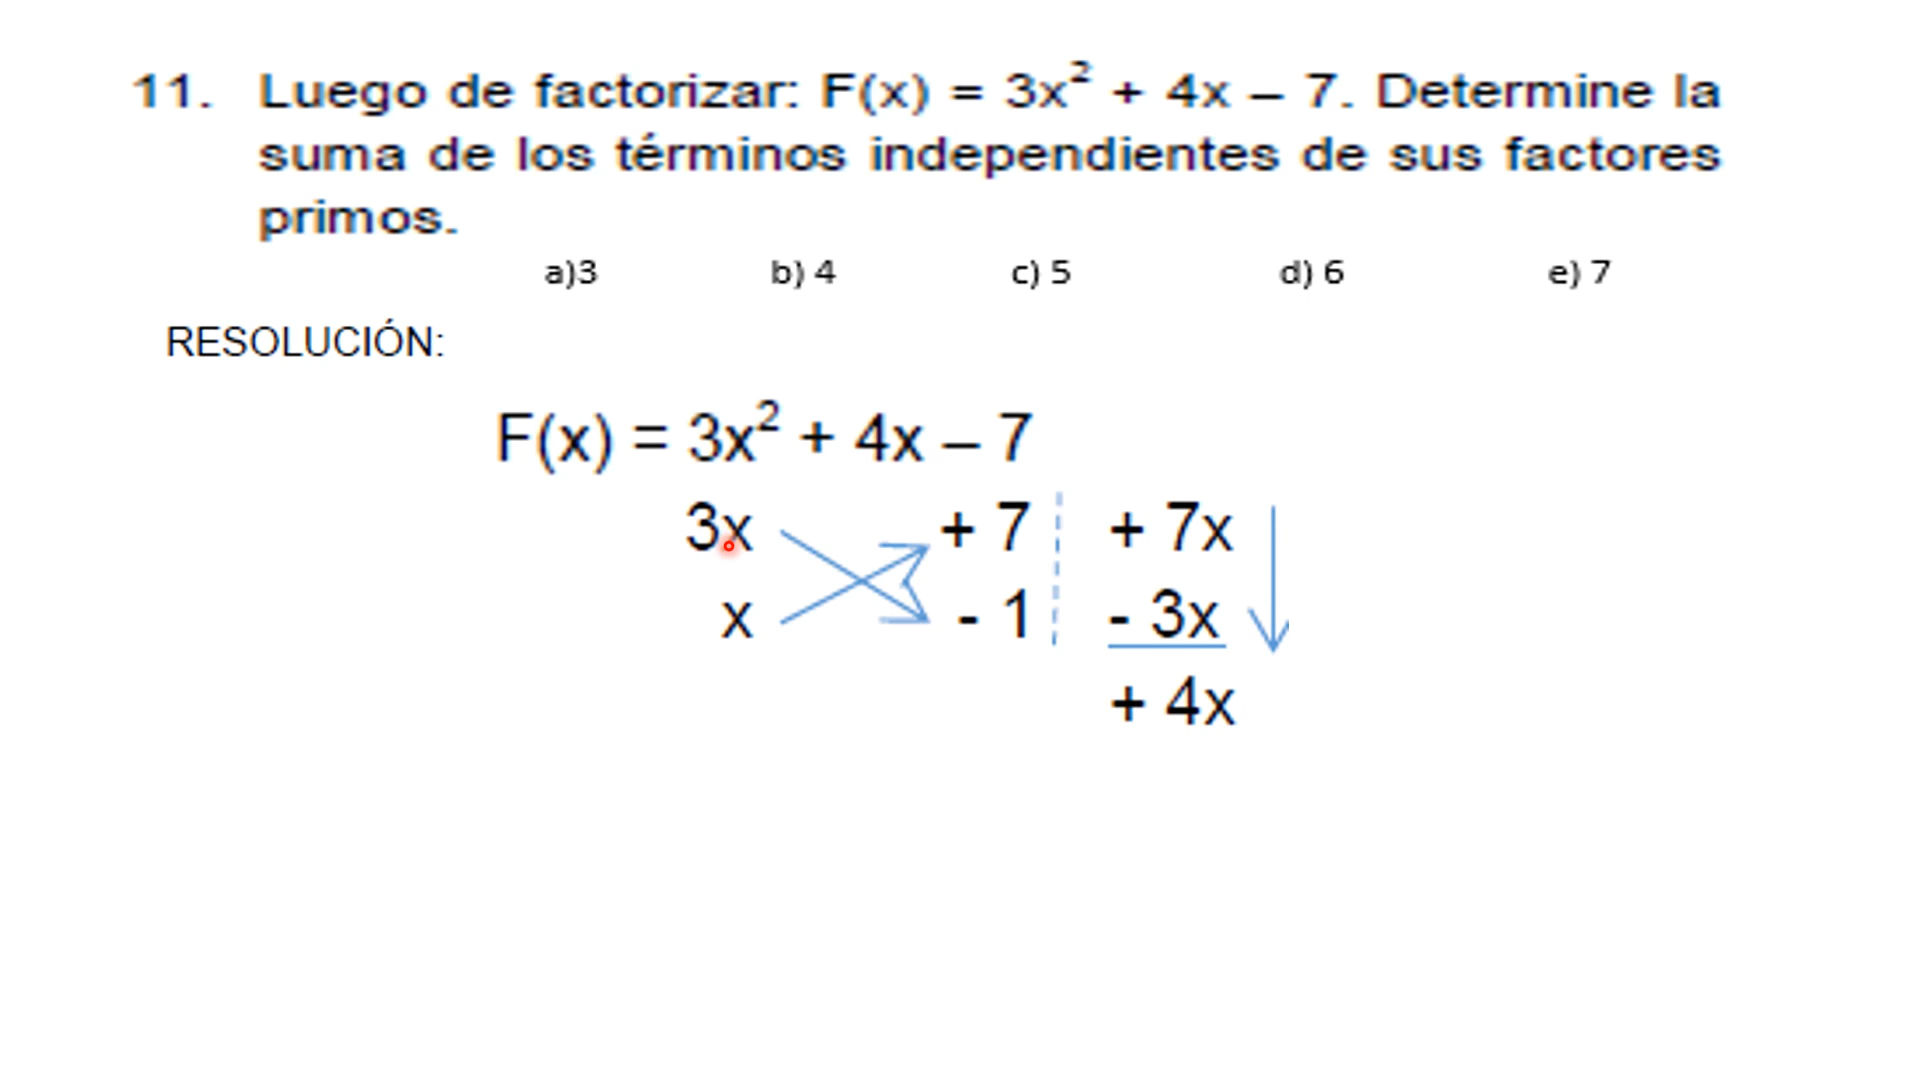 11. Luego de factorizar: F(x) = 3x² + 4x – 7. Determine la
suma de los términos independientes de sus factores
primos.
a)3 b) 4 c) 5 d) 6 e) 7
RESOLUCIÓN:
F(x) = 3x² + 4x – 7
3x + 7 + 7x
x - 1 - 3x
+ 4x